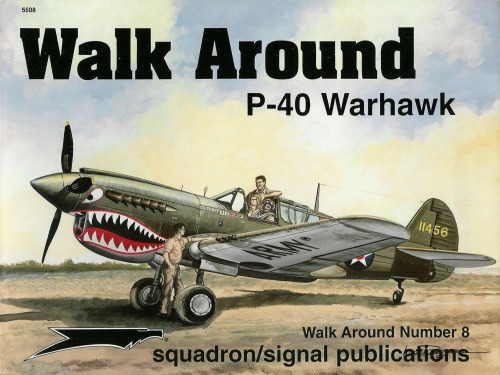 5508
Walk Around
P-40 Warhawk
11456
ARMY
Walk Around Number 8
squadron/signal publications